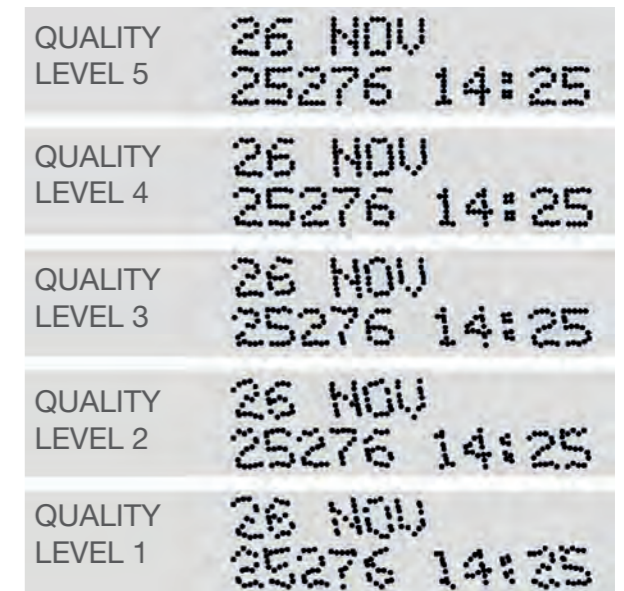 QUALITY 26 NOV
LEVEL 5 25276 14:25
QUALITY 26 NOV
LEVEL 4 25276 14:25
QUALITY 26 NOV
LEVEL 3 25276 14:25
QUALITY 26 NOV
LEVEL 2 25276 14:25
QUALITY 26 NOV
LEVEL 1 25276 14:25